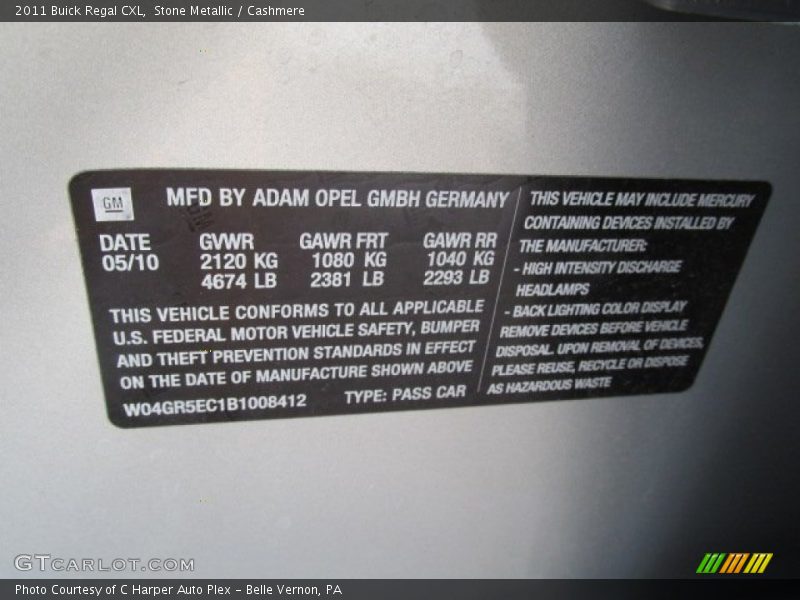 2011 Buick Regal CXL, Stone Metallic / Cashmere
GM
MFD BY ADAM OPEL GMBH GERMANY
DATE GVWR GAWR FRT GAWR RR
05/10 2120 KG 1080 KG 1040 KG
4674 LB 2381 LB 2293 LB
THIS VEHICLE CONFORMS TO ALL APPLICABLE
U.S. FEDERAL MOTOR VEHICLE SAFETY, BUMPER
AND THEFT PREVENTION STANDARDS IN EFFECT
ON THE DATE OF MANUFACTURE SHOWN ABOVE
W04GR5EC1B1008412 TYPE: PASS CAR
THIS VEHICLE MAY INCLUDE MERCURY
CONTAINING DEVICES INSTALLED BY
THE MANUFACTURER:
- HIGH INTENSITY DISCHARGE
HEADLAMPS
- BACK LIGHTING COLOR DISPLAY
REMOVE DEVICES BEFORE VEHICLE
DISPOSAL. UPON REMOVAL OF DEVICES,
PLEASE REUSE, RECYCLE OR DISPOSE
AS HAZARDOUS WASTE
GTCARLOT.COM
Photo Courtesy of C Harper Auto Plex - Belle Vernon, PA